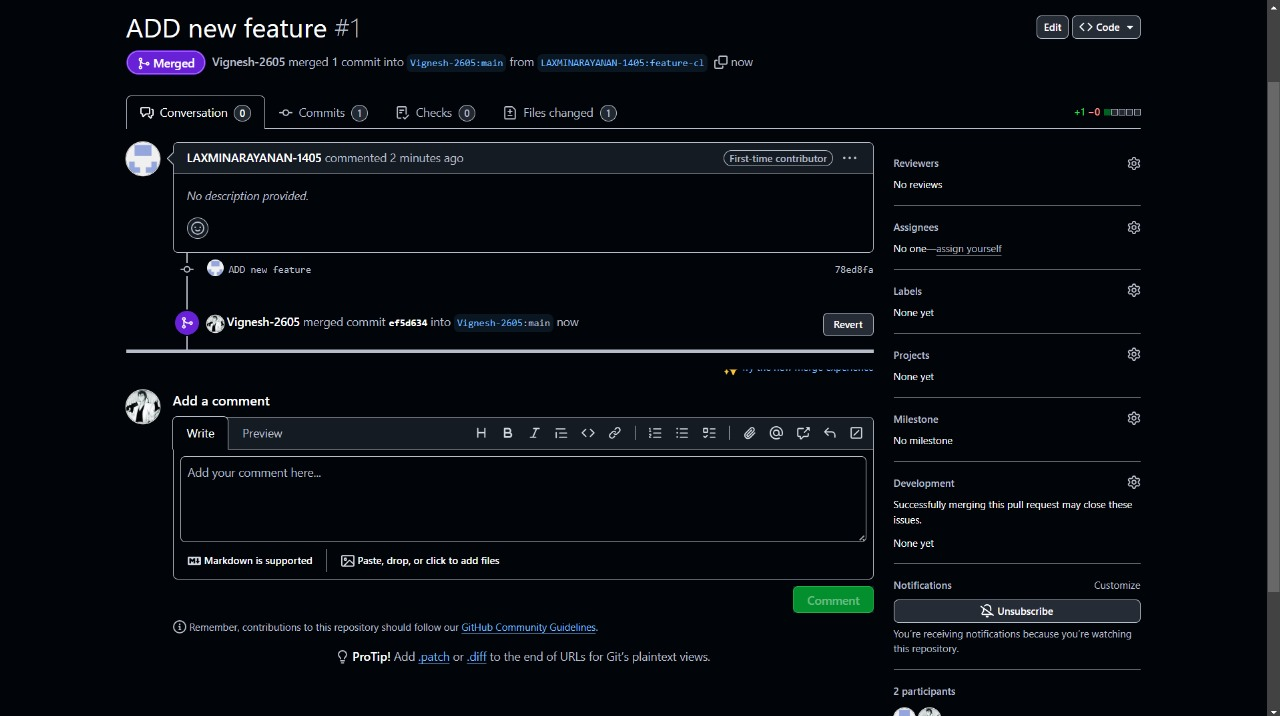 ADD new feature #1
Edit
Code
Merged
Vignesh-2605 merged 1 commit into Vignesh-2605:main from LAXMINARAYANAN-1405:feature-cl now
Conversation 0
Commits 1
Checks 0
Files changed 1
+1 −0
LAXMINARAYANAN-1405 commented 2 minutes ago
First-time contributor
No description provided.
ADD new feature
78ed8fa
Vignesh-2605 merged commit ef5d634 into Vignesh-2605:main now
Revert
Try the new merge experience
Add a comment
Write
Preview
Add your comment here...
Markdown is supported
Paste, drop, or click to add files
Comment
Remember, contributions to this repository should follow our GitHub Community Guidelines.
ProTip! Add .patch or .diff to the end of URLs for Git's plaintext views.
Reviewers
No reviews
Assignees
No one—assign yourself
Labels
None yet
Projects
None yet
Milestone
No milestone
Development
Successfully merging this pull request may close these
issues.
None yet
Notifications
Customize
Unsubscribe
You're receiving notifications because you're watching
this repository.
2 participants